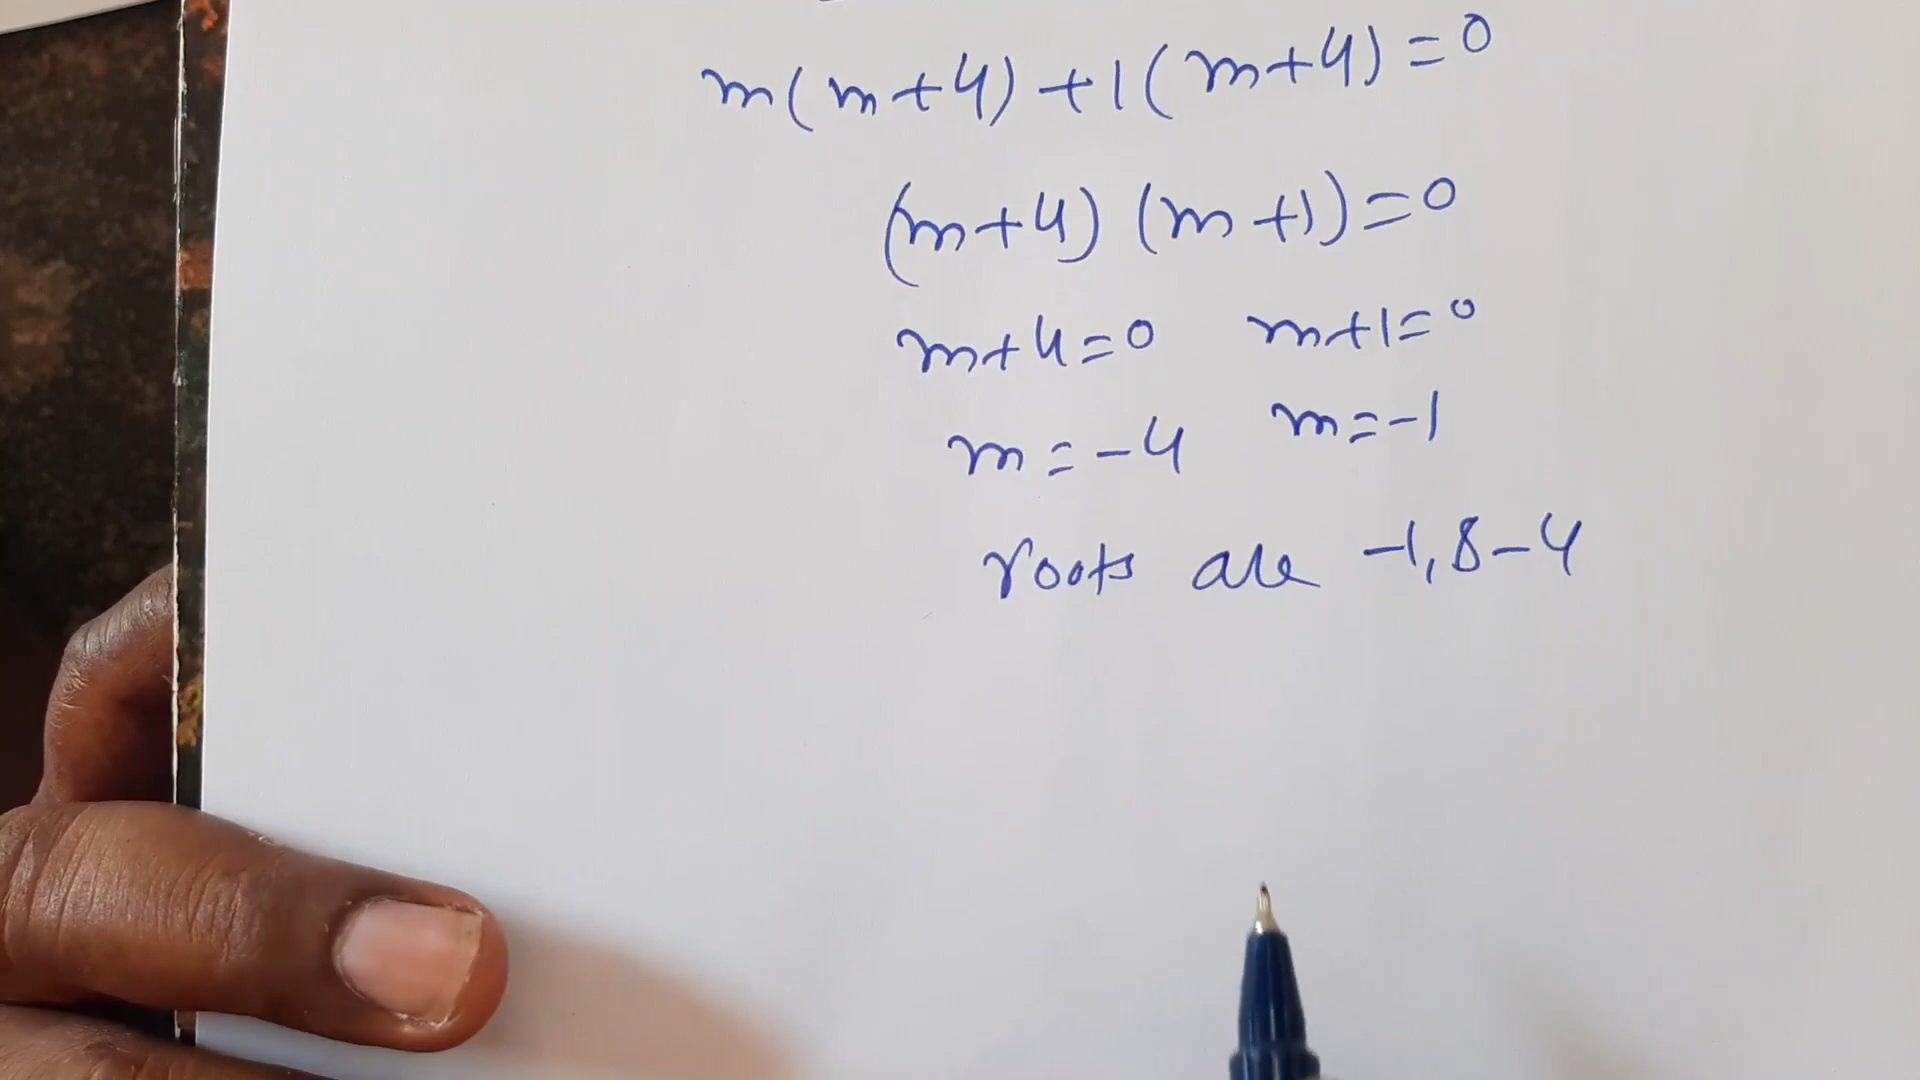 m(m+4)+1(m+4)=0
(m+4)(m+1)=0
m+4=0 m+1=0
m=-4 m=-1
roots are -1, & -4